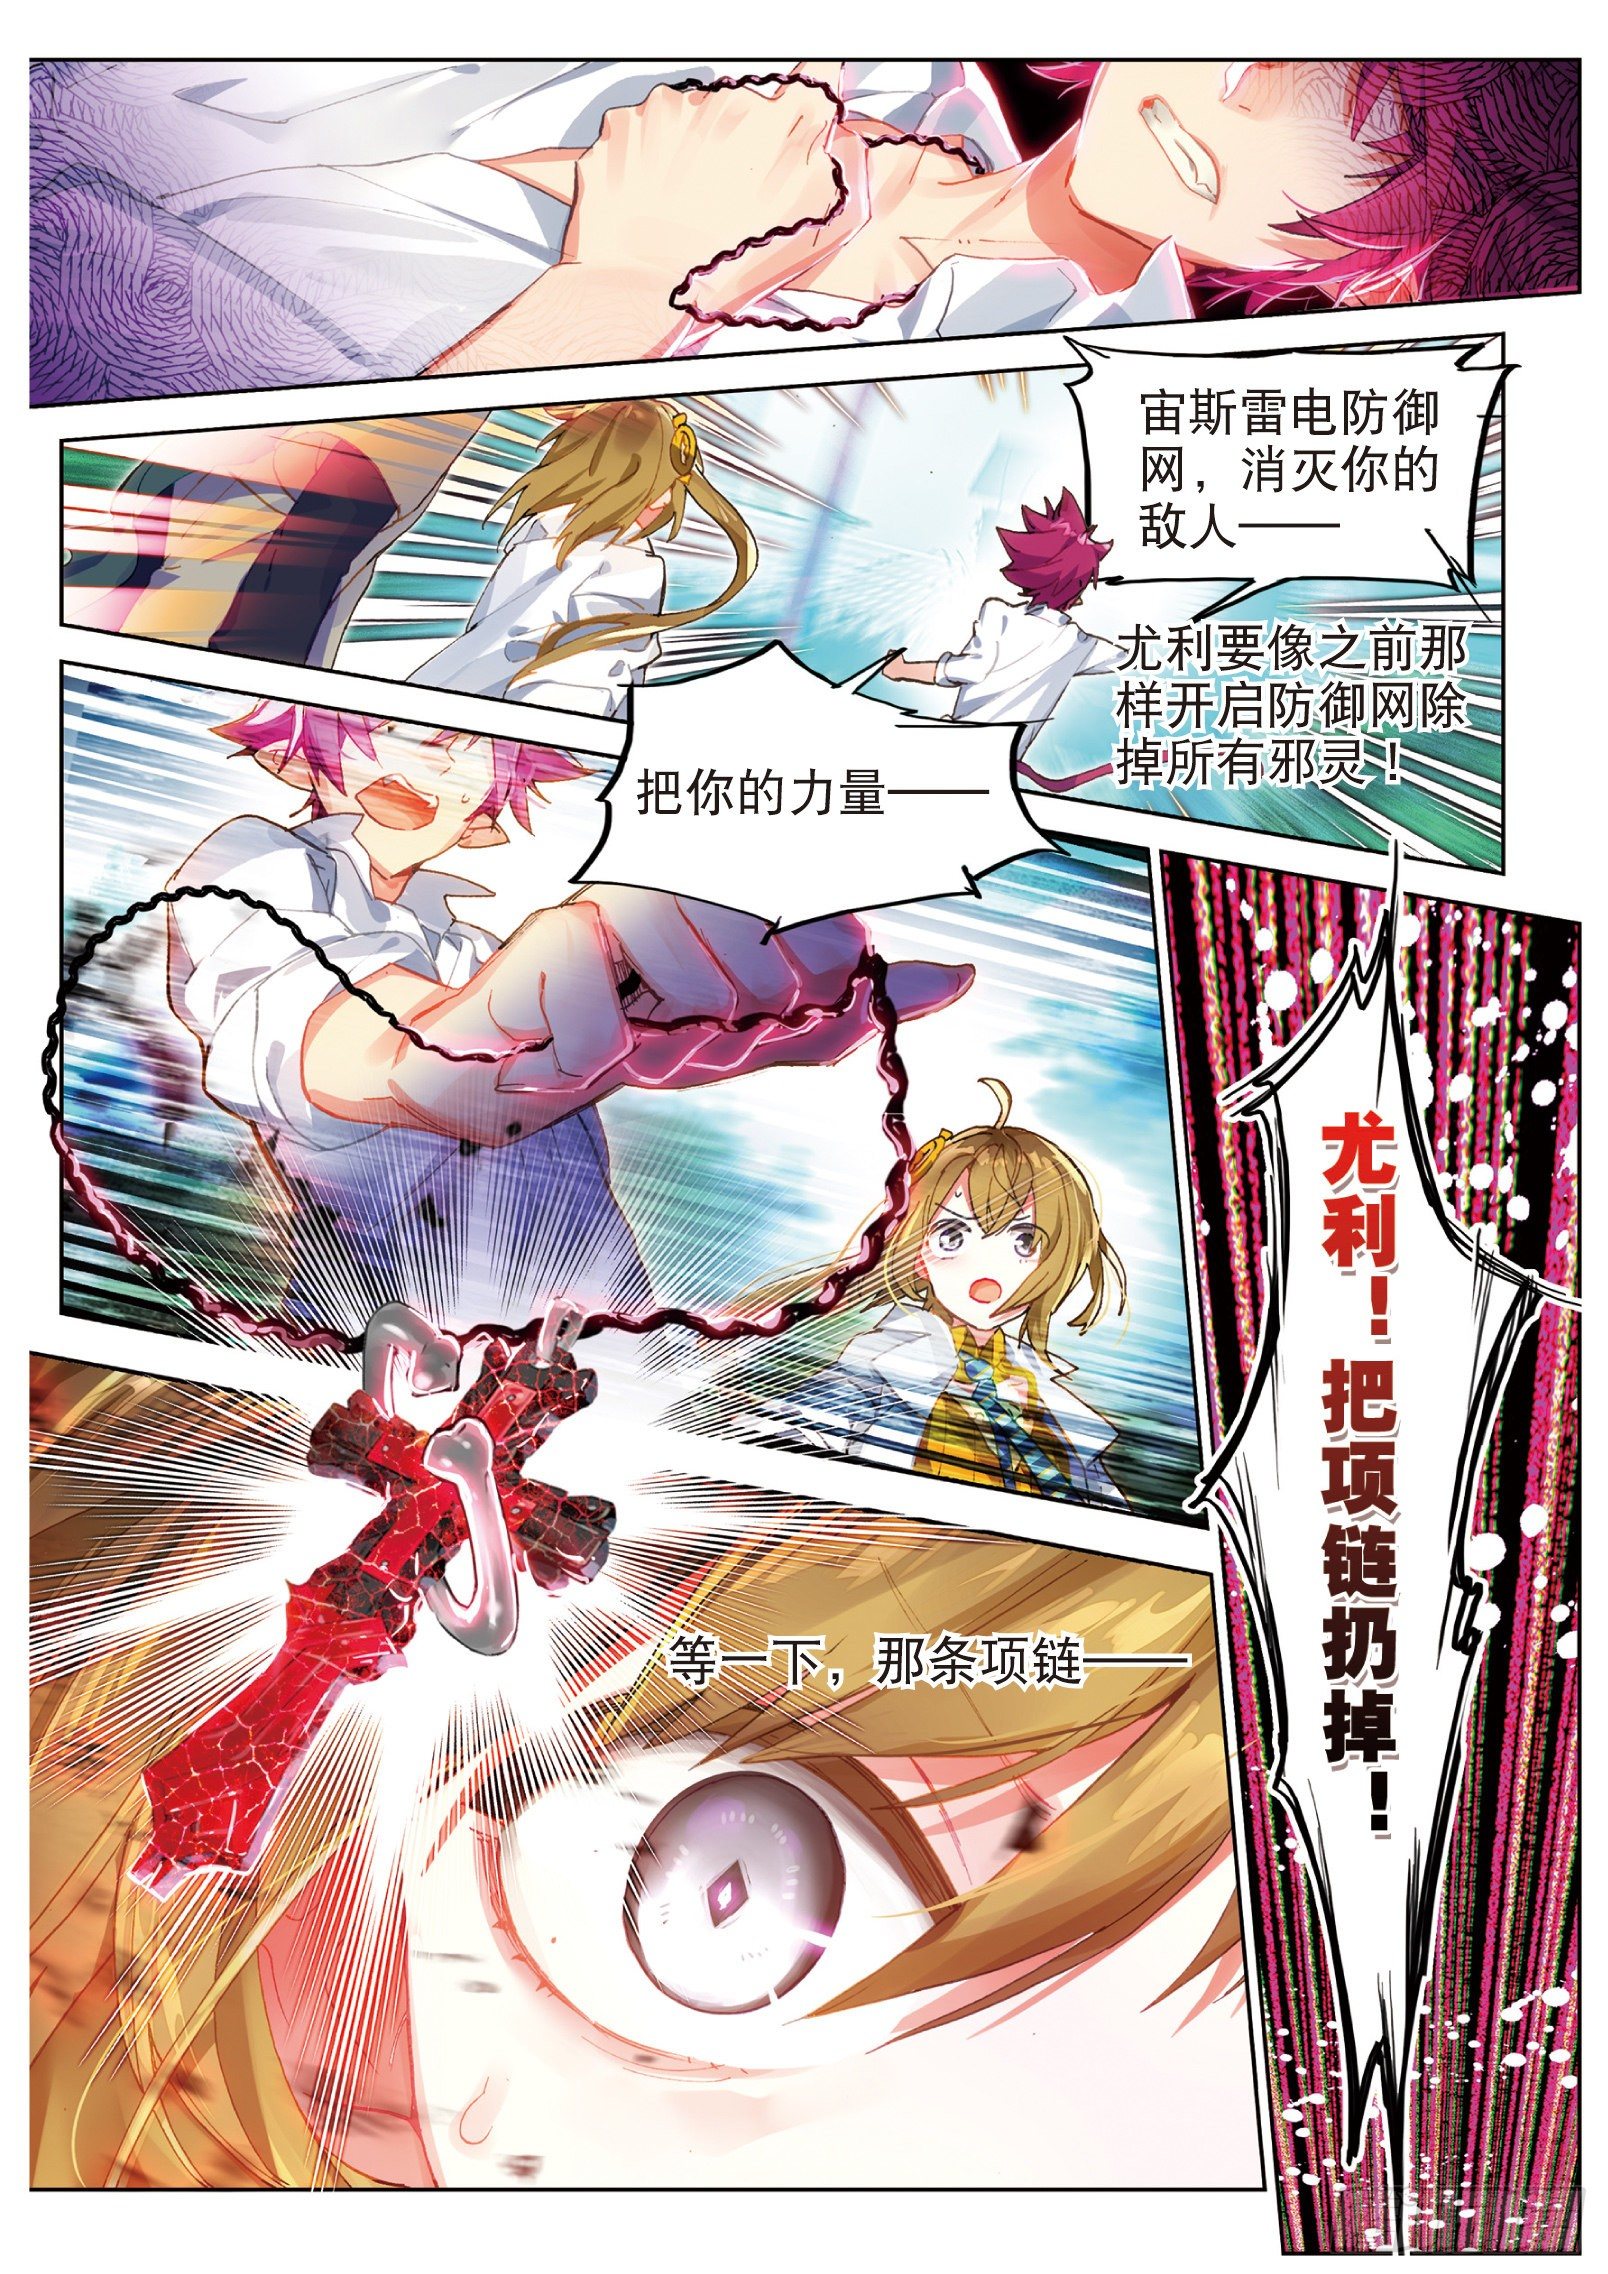 宙斯雷电防御
网，消灭你的
敌人——
尤利要像之前那
样开启防御网除
掉所有邪灵！
把你的力量——
尤利！把项链扔掉！
等一下，那条项链——